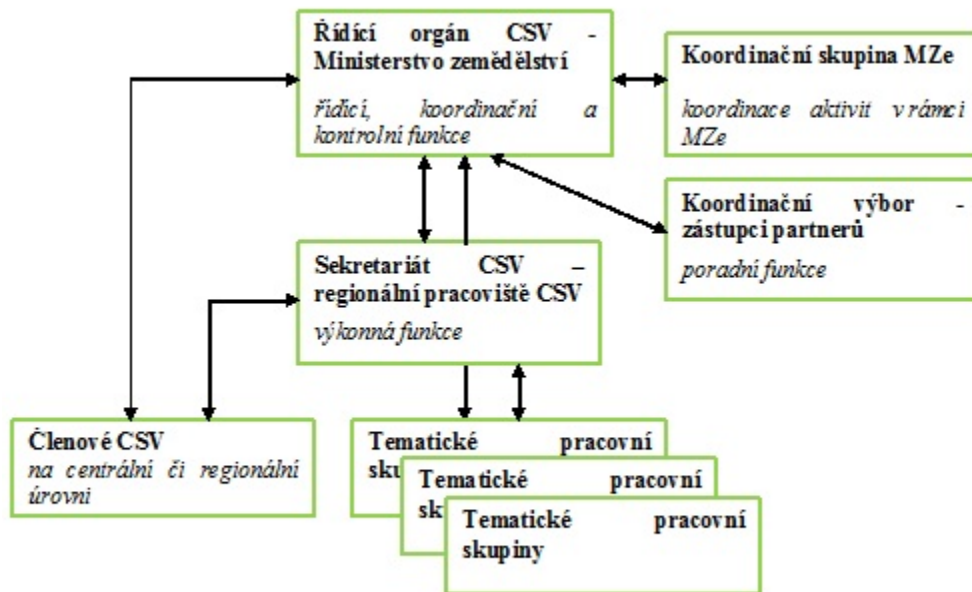 Řídící orgán CSV -
Ministerstvo zemědělství
řídící, koordinační a
kontrolní funkce
Koordinační skupina MZe
koordinace aktivit v rámci
MZe
Koordinační výbor -
zástupci partnerů
poradní funkce
Sekretariát CSV –
regionální pracoviště CSV
výkonná funkce
Členové CSV
na centrální či regionální
úrovni
Tematické pracovní
Tematické pracovní
Tematické pracovní
skupiny